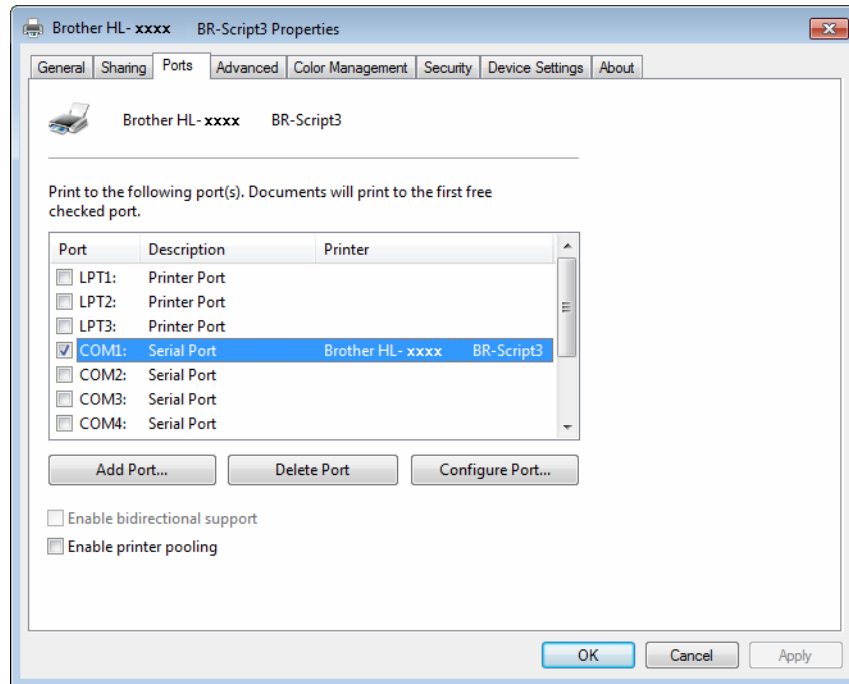 Brother HL- xxxx BR-Script3 Properties
General Sharing Ports Advanced Color Management Security Device Settings About
Brother HL- xxxx BR-Script3
Print to the following port(s). Documents will print to the first free
checked port.
Port Description Printer
LPT1: Printer Port
LPT2: Printer Port
LPT3: Printer Port
COM1: Serial Port Brother HL- xxxx BR-Script3
COM2: Serial Port
COM3: Serial Port
COM4: Serial Port
Add Port... Delete Port Configure Port...
Enable bidirectional support
Enable printer pooling
OK Cancel Apply